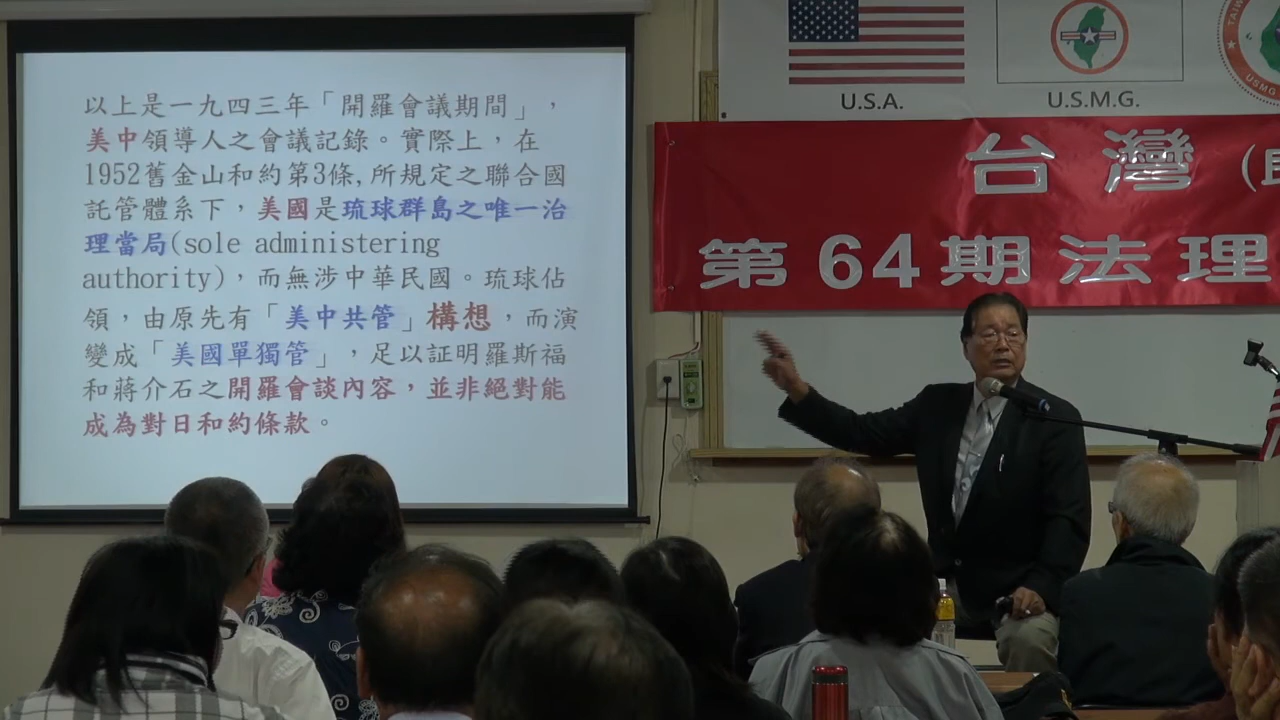 以上是一九四三年「開羅會議期間」，
美中領導人之會議記錄。實際上，在
1952舊金山和約第3條,所規定之聯合國
託管體系下，美國是琉球群島之唯一治
理當局(sole administering
authority)，而無涉中華民國。琉球佔
領，由原先有「美中共管」構想，而演
變成「美國單獨管」，足以証明羅斯福
和蔣介石之開羅會談內容，並非絕對能
成為對日和約條款。
U.S.A.
U.S.M.G.
USMG
台灣(
第64期法理